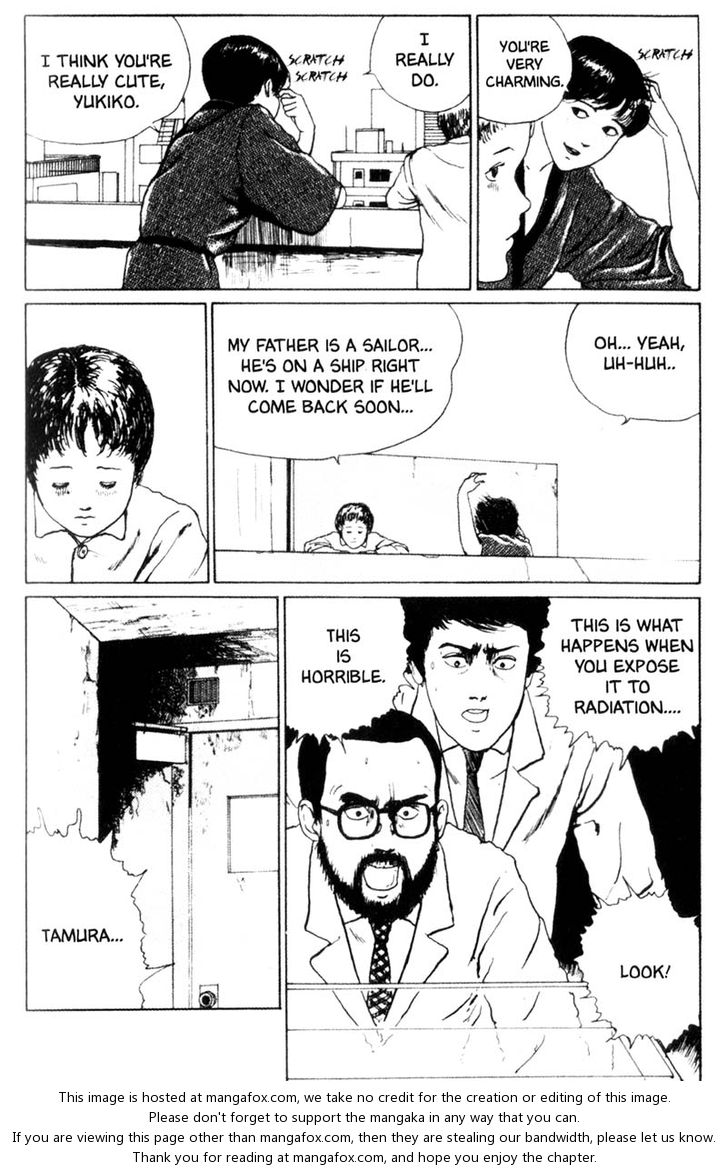 I THINK YOU'RE
REALLY CUTE,
YUKIKO.
SCRATCH
SCRATCH
I
REALLY
DO.
YOU'RE
VERY
CHARMING.
SCRATCH
MY FATHER IS A SAILOR...
HE'S ON A SHIP RIGHT
NOW. I WONDER IF HE'LL
COME BACK SOON...
OH... YEAH,
UH-HUH..
TAMURA...
THIS
IS
HORRIBLE.
THIS IS WHAT
HAPPENS WHEN
YOU EXPOSE
IT TO
RADIATION....
LOOK!
This image is hosted at mangafox.com, we take no credit for the creation or editing of this image.
Please don't forget to support the mangaka in any way that you can.
If you are viewing this page other than mangafox.com, then they are stealing our bandwidth, please let us know.
Thank you for reading at mangafox.com, and hope you enjoy the chapter.